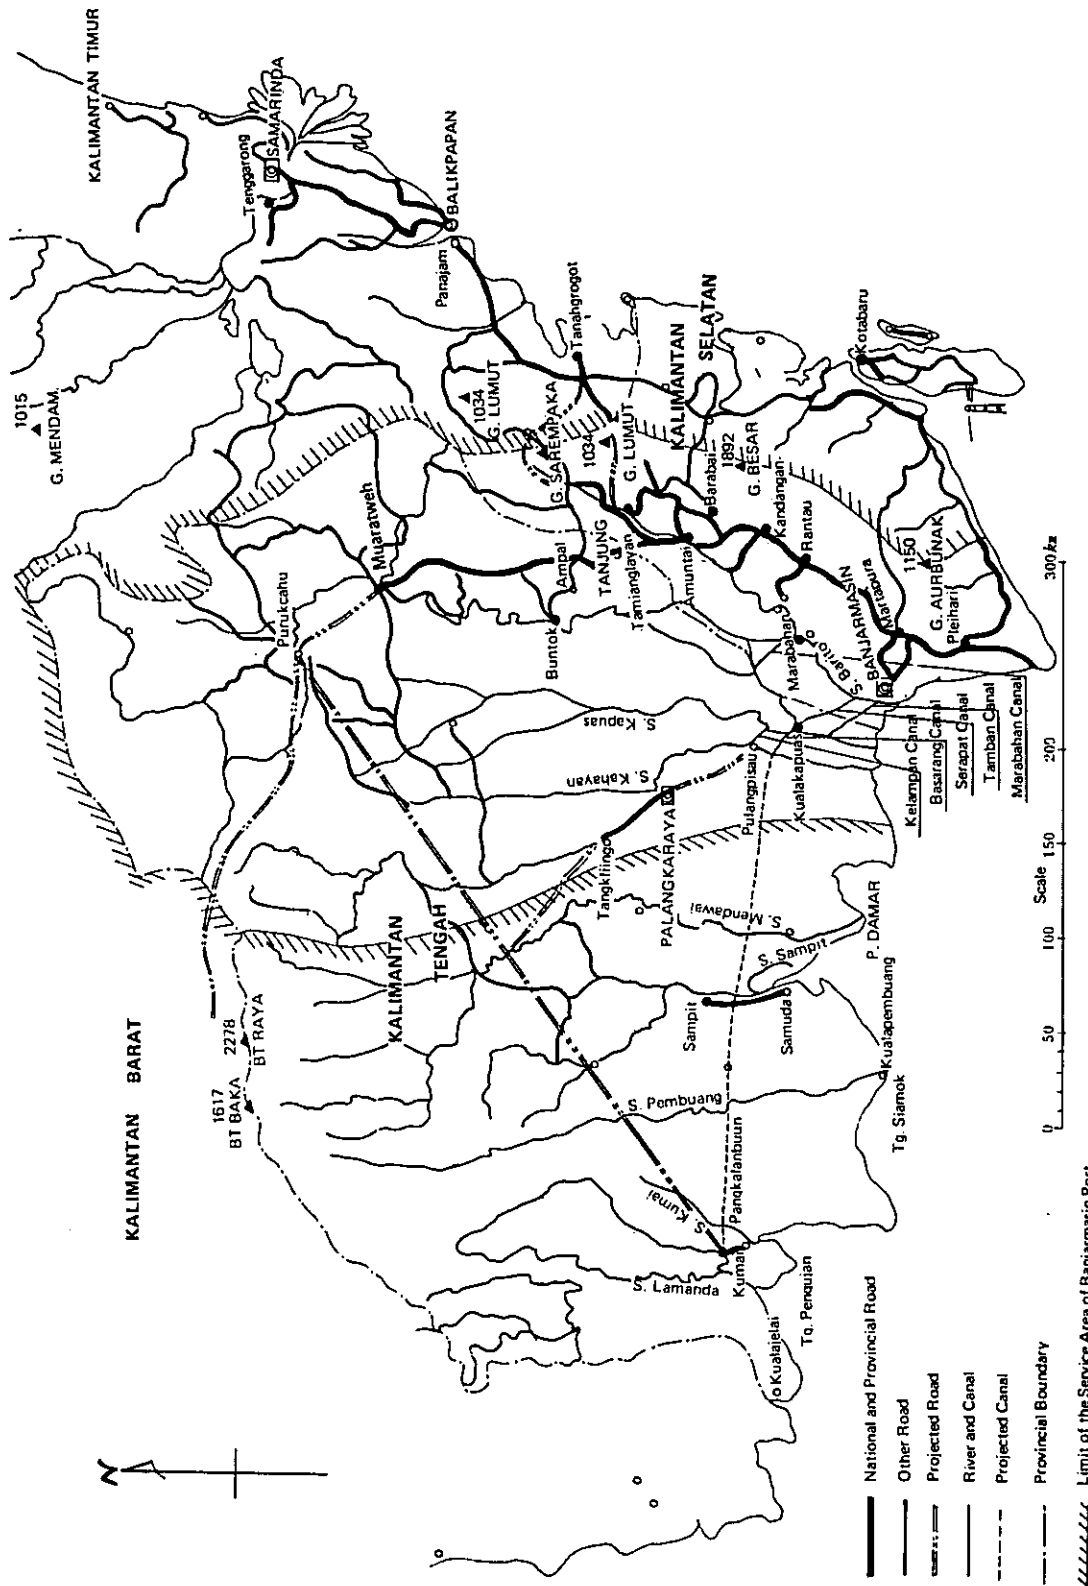 KALIMANTAN BARAT
KALIMANTAN TIMUR
1015
G. MENDAM
Tenggarong
SAMARINDA
1617
BT BAKA
2278
BT RAYA
Purukcahu
Muaratweh
Panajam
BALIKPAPAN
KALIMANTAN
TENGAH
1034
G. LUMUT
G. SAREMPAKA
Tanahgrogot
Buntok
Ampal
TANJUNG
1034
G. LUMUT
Tamianglayan
Amuntai
S. Kapuas
S. Kahayan
Tangkfiingo
PALANGKARAYA
KALIMANTAN
SELATAN
Barabai
1892
G. BESAR
Kandangan
Rantau
Marabahan
S. Barito
BANJARMASIN
Martapura
1150
G. AURBUNAK
Pleihari
Kotabaru
Pulangpisau
Kualakapuas
S. Mendawai
S. Sampit
Sampit
Samuda
P. DAMAR
Kualapembuang
S. Pembuang
Tg. Siamok
Pangkalanbuun
S. Kumai
Kumai
S. Lamanda
Tg. Pengujan
Kualajelai
Kelampan Canal
Basarang Canal
Serapat Canal
Tamban Canal
Marabahan Canal
N
National and Provincial Road
Other Road
Projected Road
River and Canal
Projected Canal
Provincial Boundary
Limit of the Service Area of Banjarmasin Port
0 50 100 150 200 300km
Scale